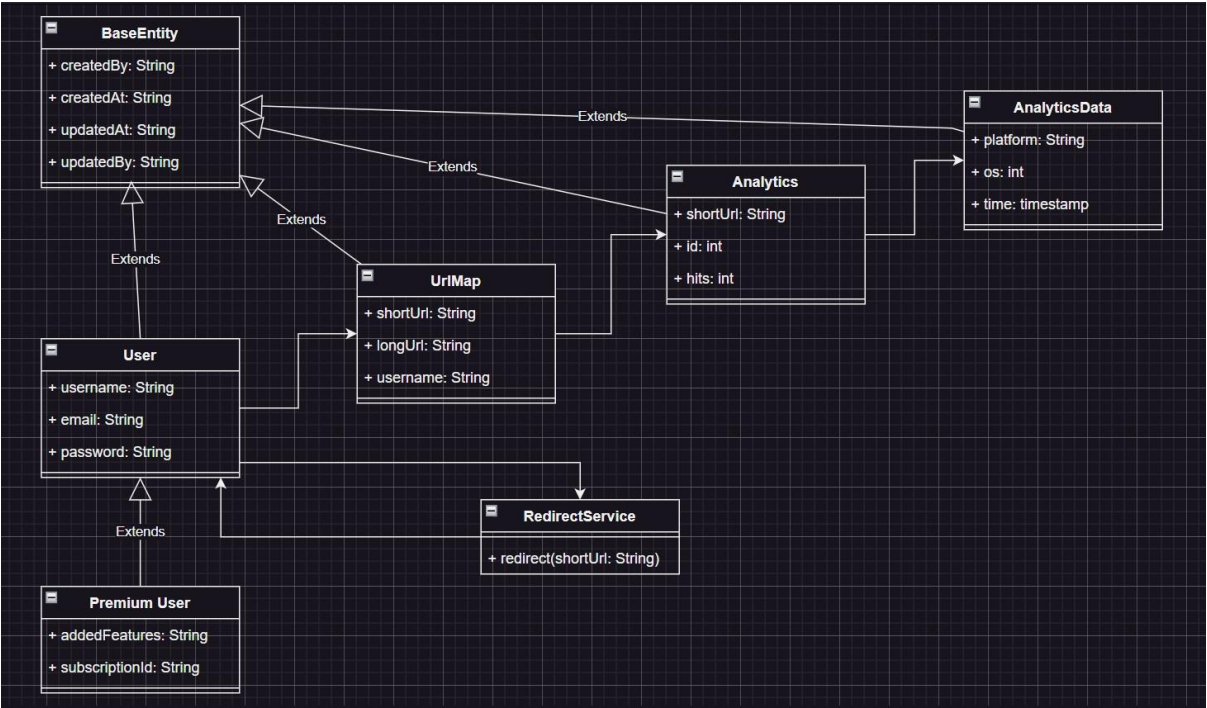 BaseEntity
+ createdBy: String
+ createdAt: String
+ updatedAt: String
+ updatedBy: String
Extends
AnalyticsData
+ platform: String
+ os: int
+ time: timestamp
Extends
Analytics
+ shortUrl: String
+ id: int
+ hits: int
Extends
UrlMap
+ shortUrl: String
+ longUrl: String
+ username: String
Extends
User
+ username: String
+ email: String
+ password: String
RedirectService
+ redirect(shortUrl: String)
Extends
Premium User
+ addedFeatures: String
+ subscriptionId: String